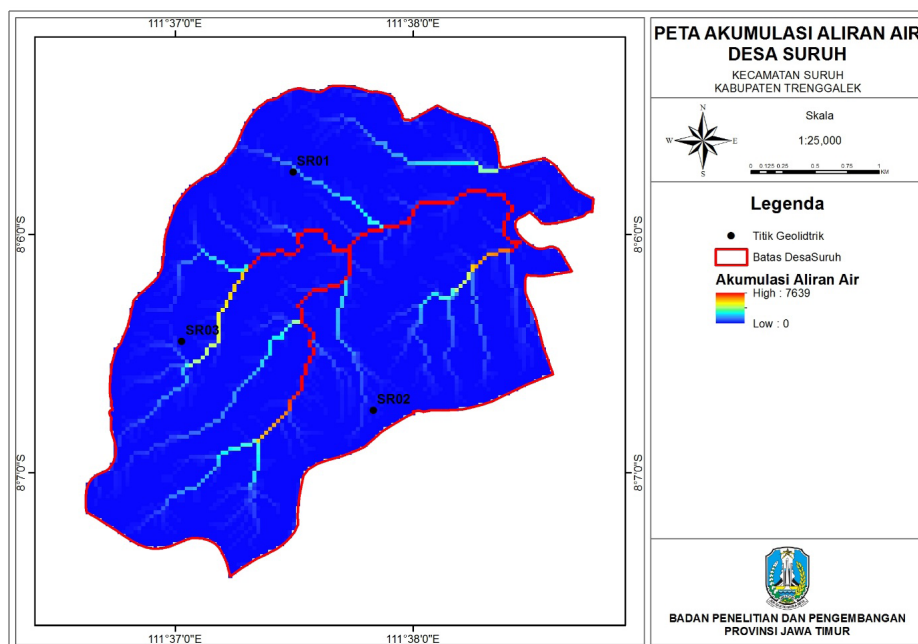 111°37'0"E
111°38'0"E
8°6'0"S
8°6'0"S
8°7'0"S
8°7'0"S
SR01
SR03
SR02
111°37'0"E
111°38'0"E
PETA AKUMULASI ALIRAN AIR
DESA SURUH
KECAMATAN SURUH
KABUPATEN TRENGGALEK
N
W
E
S
Skala
1:25,000
0 0.125 0.25 0.5 0.75 1
KM
Legenda
Titik Geolidtrik
Batas DesaSuruh
Akumulasi Aliran Air
High : 7639
Low : 0
BADAN PENELITIAN DAN PENGEMBANGAN
PROVINSI JAWA TIMUR